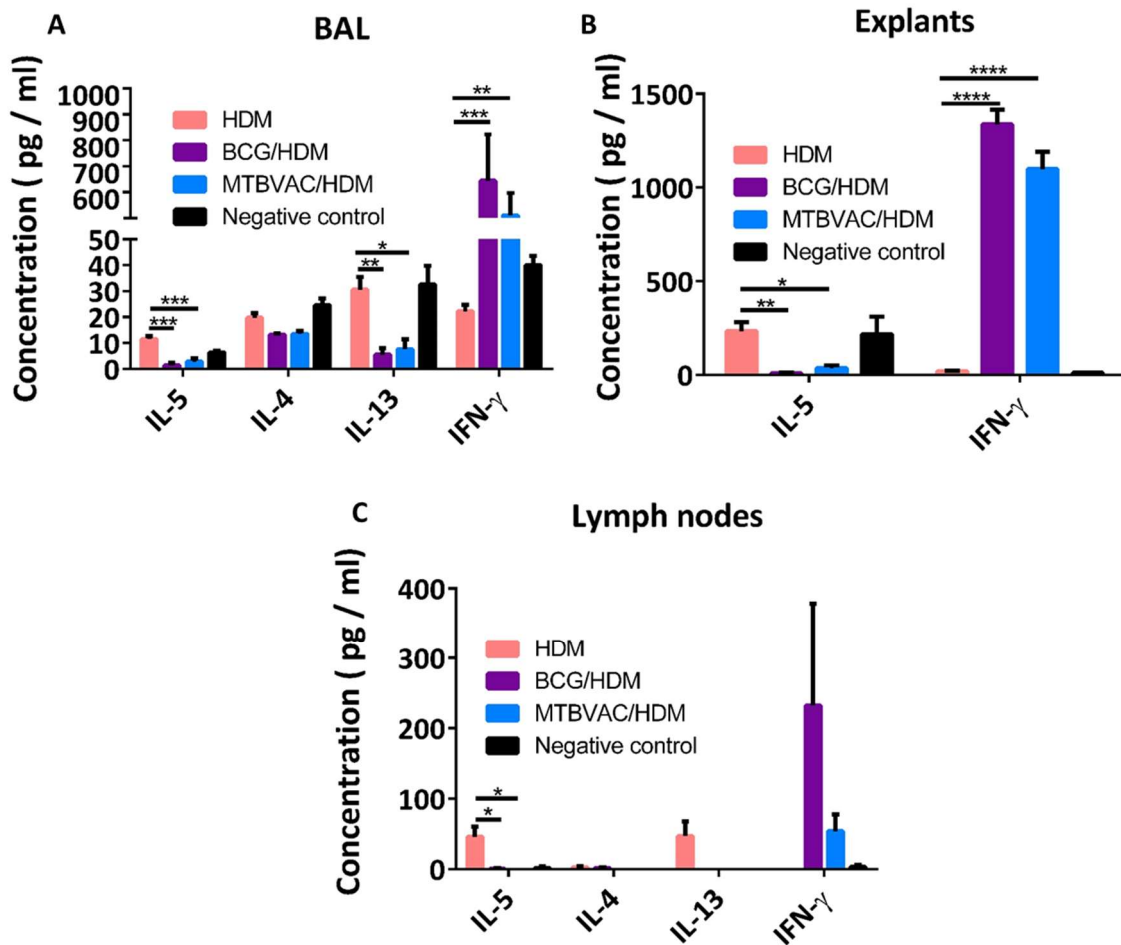 A
BAL
Concentration ( pg / ml)
1000
900
800
700
600
50
40
30
20
10
0
HDM
BCG/HDM
MTBVAC/HDM
Negative control
***
***
*
**
**
***
IL-5
IL-4
IL-13
IFN-γ
B
Explants
Concentration ( pg / ml)
1500
1000
500
0
HDM
BCG/HDM
MTBVAC/HDM
Negative control
*
**
****
****
IL-5
IFN-γ
C
Lymph nodes
Concentration ( pg / ml)
400
300
200
100
0
HDM
BCG/HDM
MTBVAC/HDM
Negative control
*
*
IL-5
IL-4
IL-13
IFN-γ